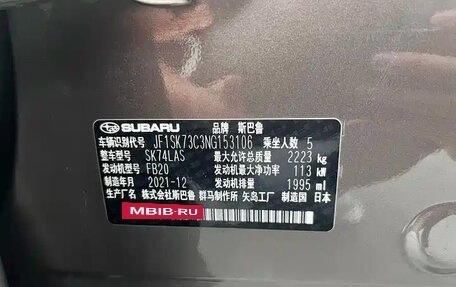 SUBARU 品牌 斯巴鲁
车辆识别代号 JF1SK73C3NG153106 乘坐人数 5
整车型号 SK74LAS 最大允许总质量 2223 kg
发动机型号 FB20 发动机最大净功率 113 kW
制造年月 2021-12 发动机排量 1995 ml
生产厂名 株式会社斯巴鲁 群马制作所 矢岛工厂 制造国 日本
MBIB-RU